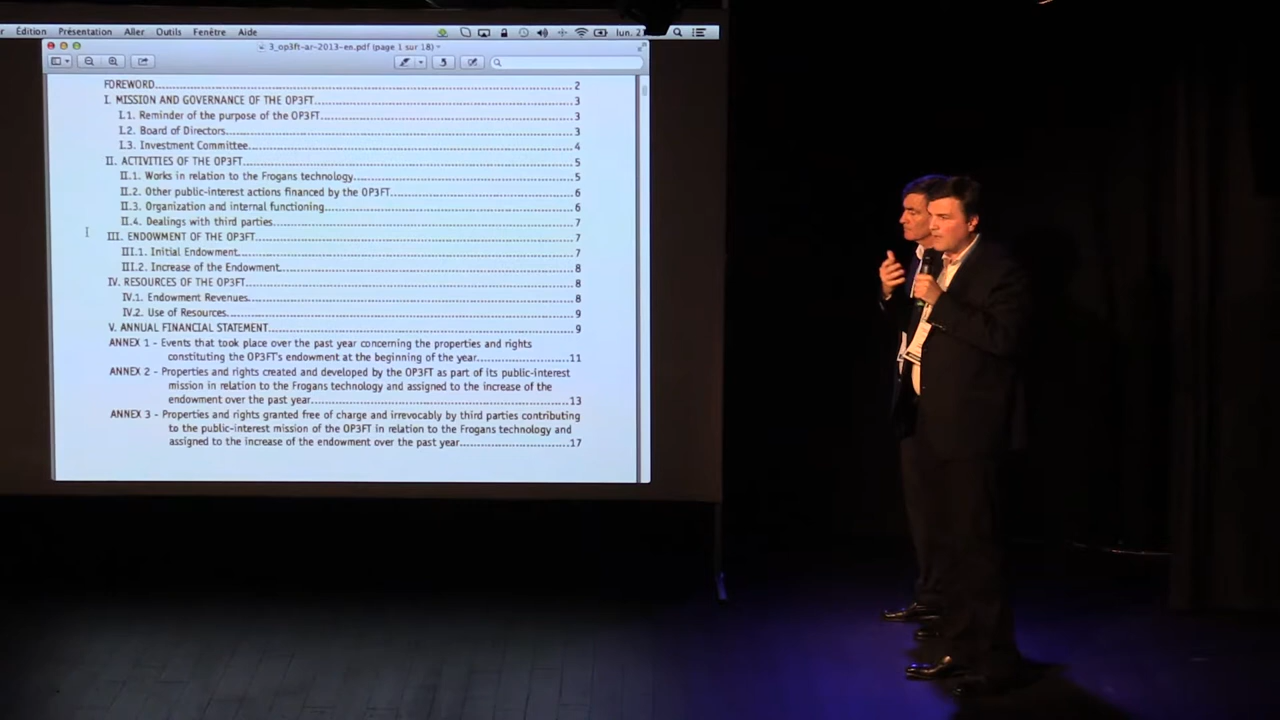 Édition Présentation Aller Outils Fenêtre Aide lun.
3_op3ft-ar-2013-en.pdf (page 1 sur 18)
FOREWORD 2
I. MISSION AND GOVERNANCE OF THE OP3FT 3
I.1. Reminder of the purpose of the OP3FT 3
I.2. Board of Directors 3
I.3. Investment Committee 4
II. ACTIVITIES OF THE OP3FT 5
II.1. Works in relation to the Frogans technology 5
II.2. Other public-interest actions financed by the OP3FT 6
II.3. Organization and internal functioning 6
II.4. Dealings with third parties 7
III. ENDOWMENT OF THE OP3FT 7
III.1. Initial Endowment 7
III.2. Increase of the Endowment 8
IV. RESOURCES OF THE OP3FT 8
IV.1. Endowment Revenues 8
IV.2. Use of Resources 9
V. ANNUAL FINANCIAL STATEMENT 9
ANNEX 1 - Events that took place over the past year concerning the properties and rights
constituting the OP3FT's endowment at the beginning of the year 11
ANNEX 2 - Properties and rights created and developed by the OP3FT as part of its public-interest
mission in relation to the Frogans technology and assigned to the increase of the
endowment over the past year 13
ANNEX 3 - Properties and rights granted free of charge and irrevocably by third parties contributing
to the public-interest mission of the OP3FT in relation to the Frogans technology and
assigned to the increase of the endowment over the past year 17